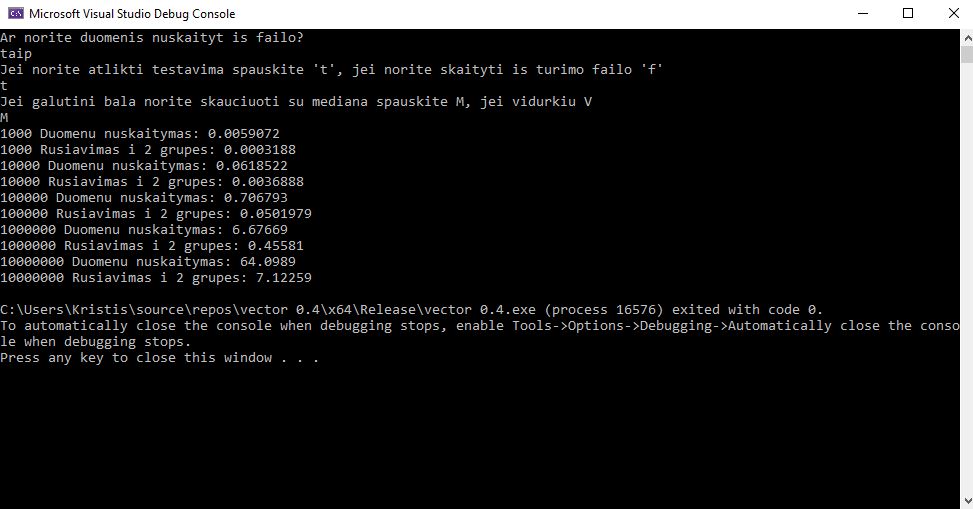 Microsoft Visual Studio Debug Console
Ar norite duomenis nuskaityt is failo?
taip
Jei norite atlikti testavima spauskite 't', jei norite skaityti is turimo failo 'f'
t
Jei galutini bala norite skauciuoti su mediana spauskite M, jei vidurkiu V
M
1000 Duomenu nuskaitymas: 0.0059072
1000 Rusiavimas i 2 grupes: 0.0003188
10000 Duomenu nuskaitymas: 0.0618522
10000 Rusiavimas i 2 grupes: 0.0036888
100000 Duomenu nuskaitymas: 0.706793
100000 Rusiavimas i 2 grupes: 0.0501979
1000000 Duomenu nuskaitymas: 6.67669
1000000 Rusiavimas i 2 grupes: 0.45581
10000000 Duomenu nuskaitymas: 64.0989
10000000 Rusiavimas i 2 grupes: 7.12259
C:\Users\Kristis\source\repos\vector 0.4\x64\Release\vector 0.4.exe (process 16576) exited with code 0.
To automatically close the console when debugging stops, enable Tools->Options->Debugging->Automatically close the conso
le when debugging stops.
Press any key to close this window . . .